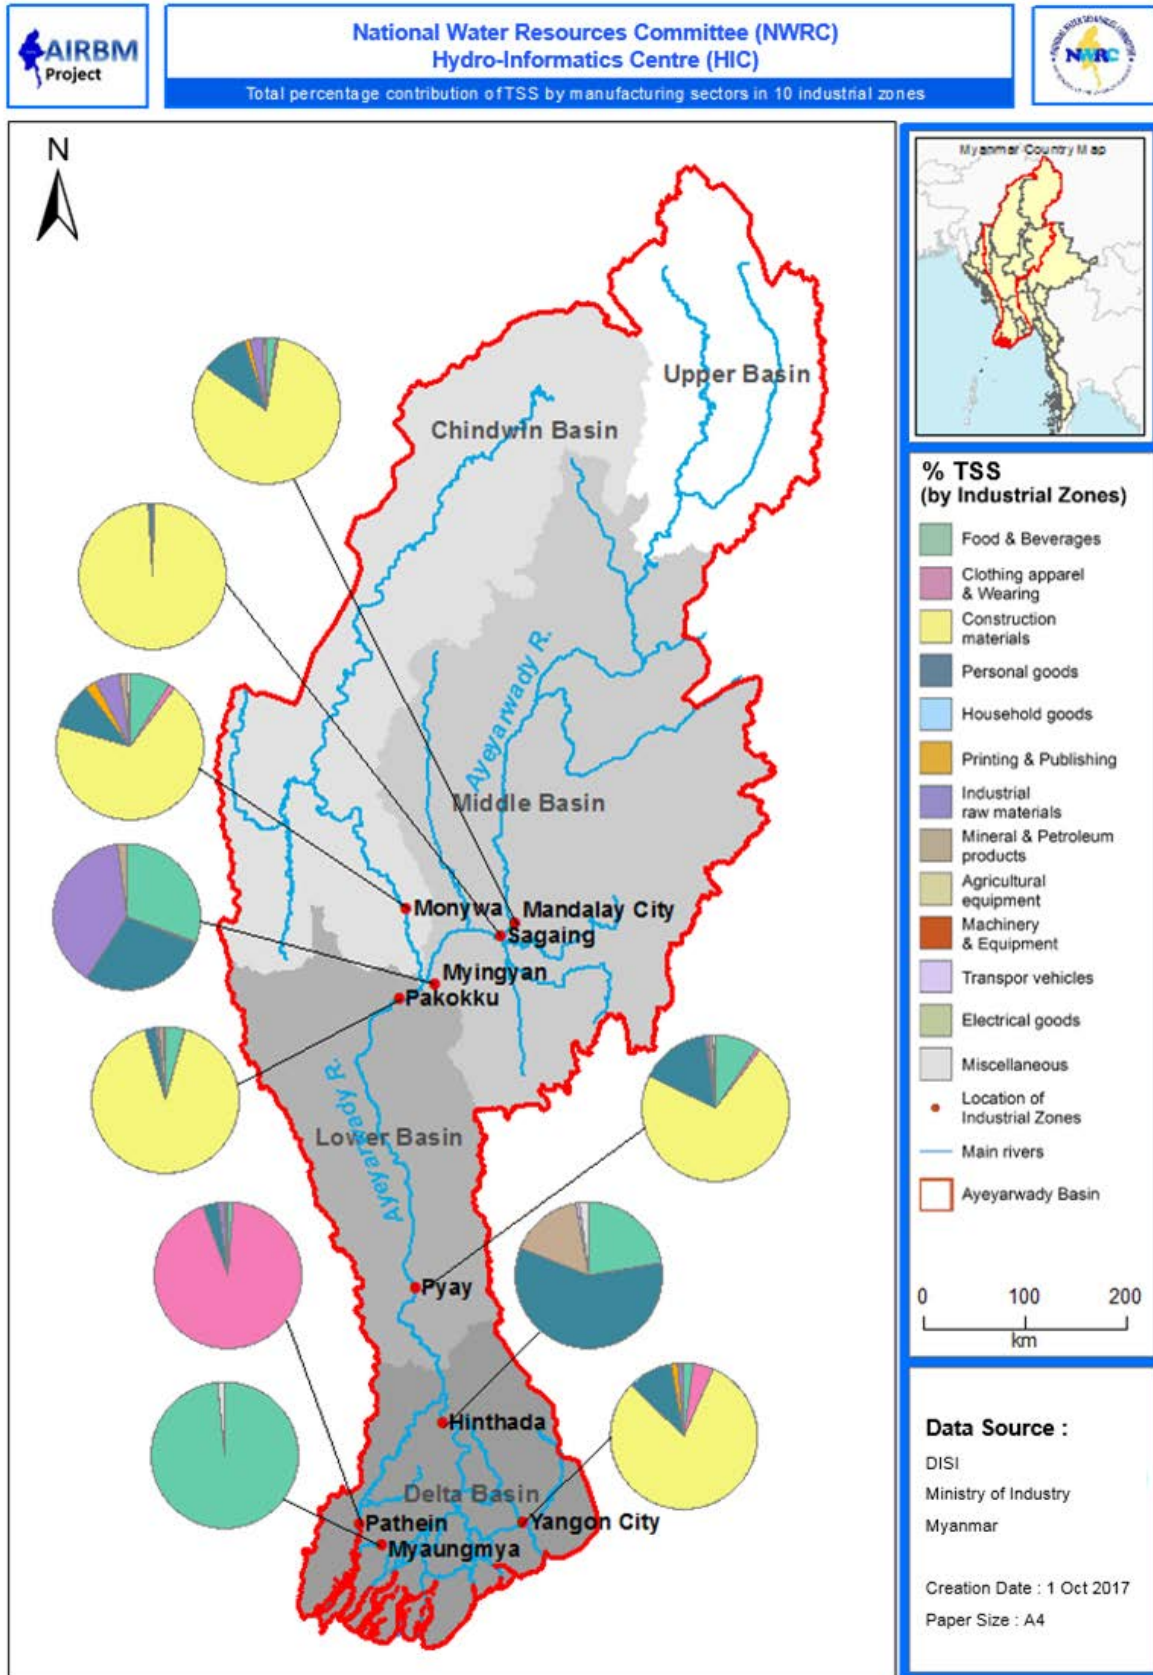 AIRBM
Project
National Water Resources Committee (NWRC)
Hydro-Informatics Centre (HIC)
Total percentage contribution of TSS by manufacturing sectors in 10 industrial zones
NWRC
N
Myanmar Country Map
Upper Basin
Chindwin Basin
Ayeyarwady R.
Middle Basin
Monywa
Mandalay City
Sagaing
Myingyan
Pakokku
Ayeyarwady R.
Lower Basin
Pyay
Hinthada
Delta Basin
Pathein
Yangon City
Myaungmya
% TSS
(by Industrial Zones)
Food & Beverages
Clothing apparel
& Wearing
Construction
materials
Personal goods
Household goods
Printing & Publishing
Industrial
raw materials
Mineral & Petroleum
products
Agricultural
equipment
Machinery
& Equipment
Transpor vehicles
Electrical goods
Miscellaneous
Location of
Industrial Zones
Main rivers
Ayeyarwady Basin
0 100 200
km
Data Source :
DISI
Ministry of Industry
Myanmar
Creation Date : 1 Oct 2017
Paper Size : A4